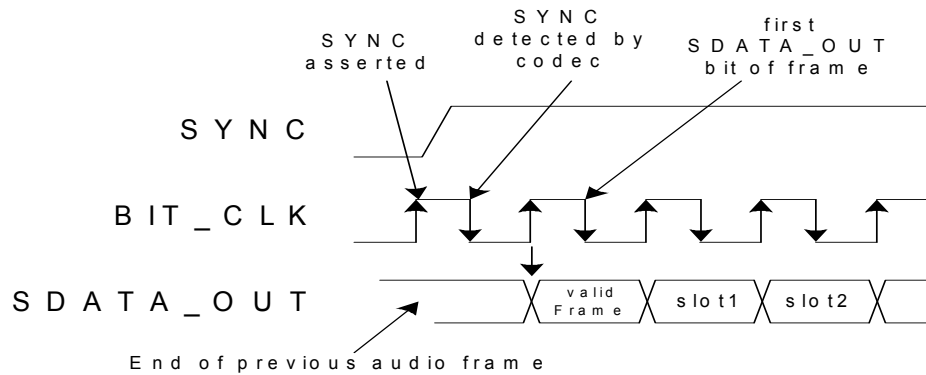 SYNC
asserted
SYNC
detected by
codec
first
SDATA_OUT
bit of frame
SYNC
BIT_CLK
SDATA_OUT
valid
Frame
slot1
slot2
End of previous audio frame